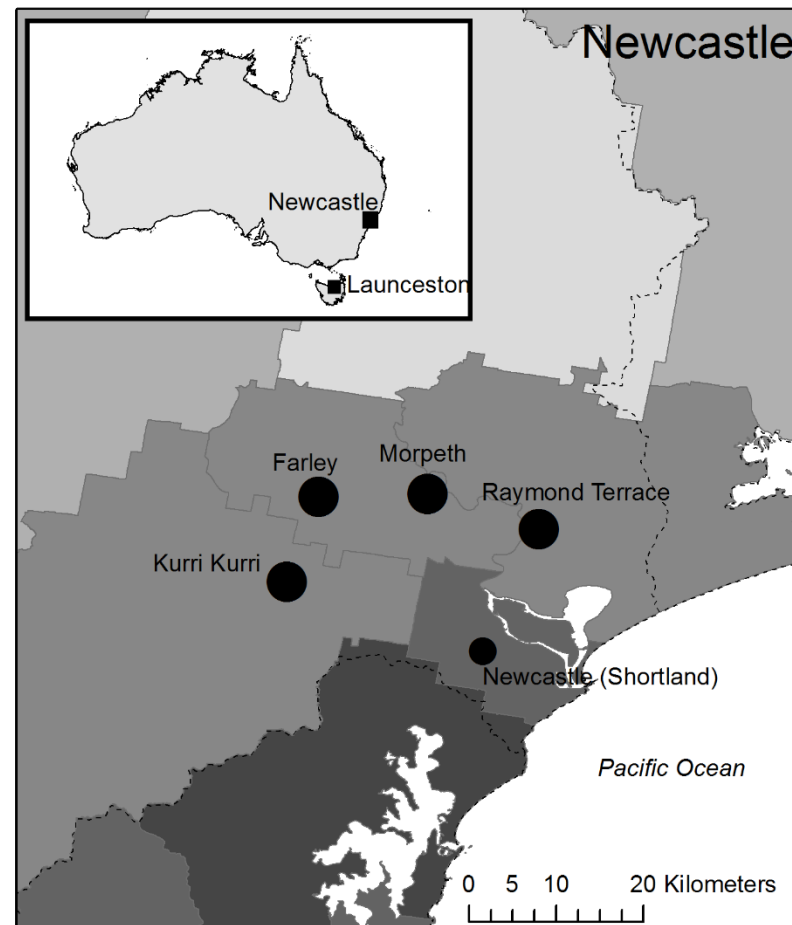 Newcastle
Newcastle
Launceston
Farley
Morpeth
Raymond Terrace
Kurri Kurri
Newcastle (Shortland)
Pacific Ocean
0 5 10 20 Kilometers